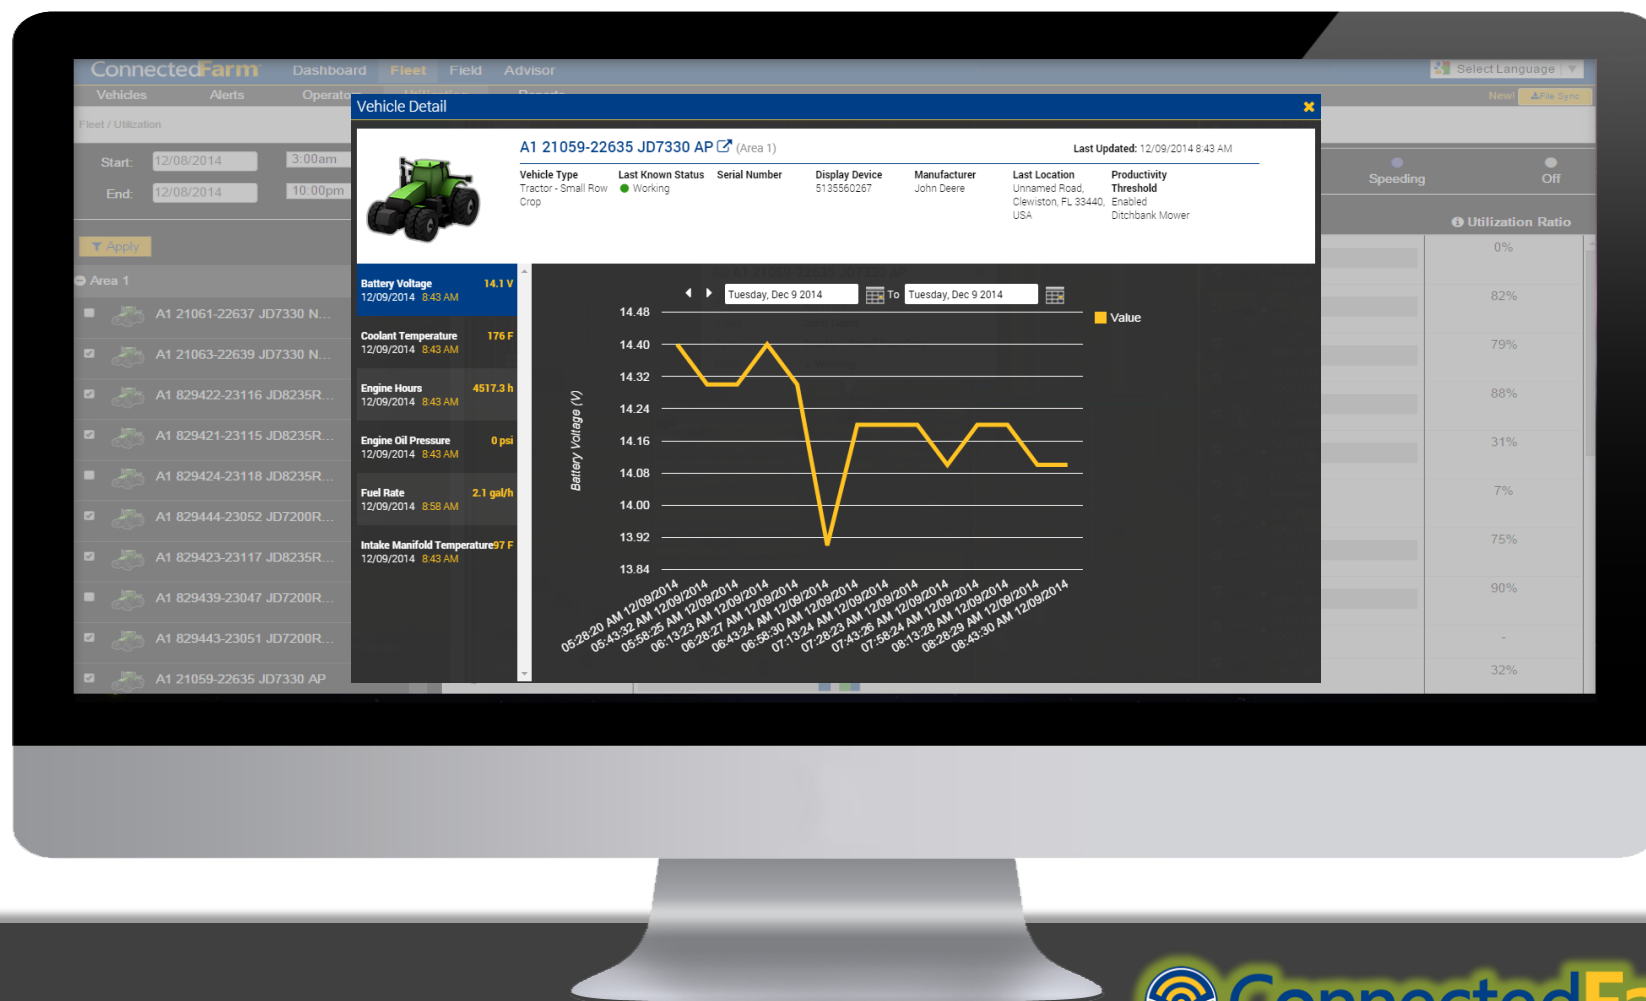 ConnectedFarm Dashboard Fleet Field Advisor Select Language
Vehicles Alerts Operators Utilization Reports New! File Sync
Vehicle Detail
Fleet / Utilization
Start: 12/08/2014 3:00am
End: 12/08/2014 10:00pm
Apply
Area 1
A1 21061-22637 JD7330 N...
A1 21063-22639 JD7330 N...
A1 829422-23116 JD8235R...
A1 829421-23115 JD8235R...
A1 829424-23118 JD8235R...
A1 829444-23052 JD7200R...
A1 829423-23117 JD8235R...
A1 829439-23047 JD7200R...
A1 829443-23051 JD7200R...
A1 21059-22635 JD7330 AP
A1 21059-22635 JD7330 AP (Area 1)
Last Updated: 12/09/2014 8:43 AM
Vehicle Type
Tractor - Small Row
Crop
Last Known Status
Working
Serial Number
Display Device
5135560267
Manufacturer
John Deere
Last Location
Unnamed Road,
Clewiston, FL 33440,
USA
Productivity
Threshold
Enabled
Ditchbank Mower
Battery Voltage 14.1 V
12/09/2014 8:43 AM
Coolant Temperature 176 F
12/09/2014 8:43 AM
Engine Hours 4517.3 h
12/09/2014 8:43 AM
Engine Oil Pressure 0 psi
12/09/2014 8:43 AM
Fuel Rate 2.1 gal/h
12/09/2014 8:58 AM
Intake Manifold Temperature 97 F
12/09/2014 8:43 AM
Tuesday, Dec 9 2014 To Tuesday, Dec 9 2014
Value
Battery Voltage (V)
14.48
14.40
14.32
14.24
14.16
14.08
14.00
13.92
13.84
05:28:20 AM 12/09/2014
05:43:32 AM 12/09/2014
05:58:25 AM 12/09/2014
06:13:23 AM 12/09/2014
06:28:27 AM 12/09/2014
06:43:24 AM 12/09/2014
06:58:30 AM 12/09/2014
07:13:24 AM 12/09/2014
07:28:23 AM 12/09/2014
07:43:26 AM 12/09/2014
07:58:24 AM 12/09/2014
08:13:28 AM 12/09/2014
08:28:29 AM 12/09/2014
08:43:30 AM 12/09/2014
Speeding Off
Utilization Ratio
0%
82%
79%
88%
31%
7%
75%
90%
-
32%
ConnectedFa